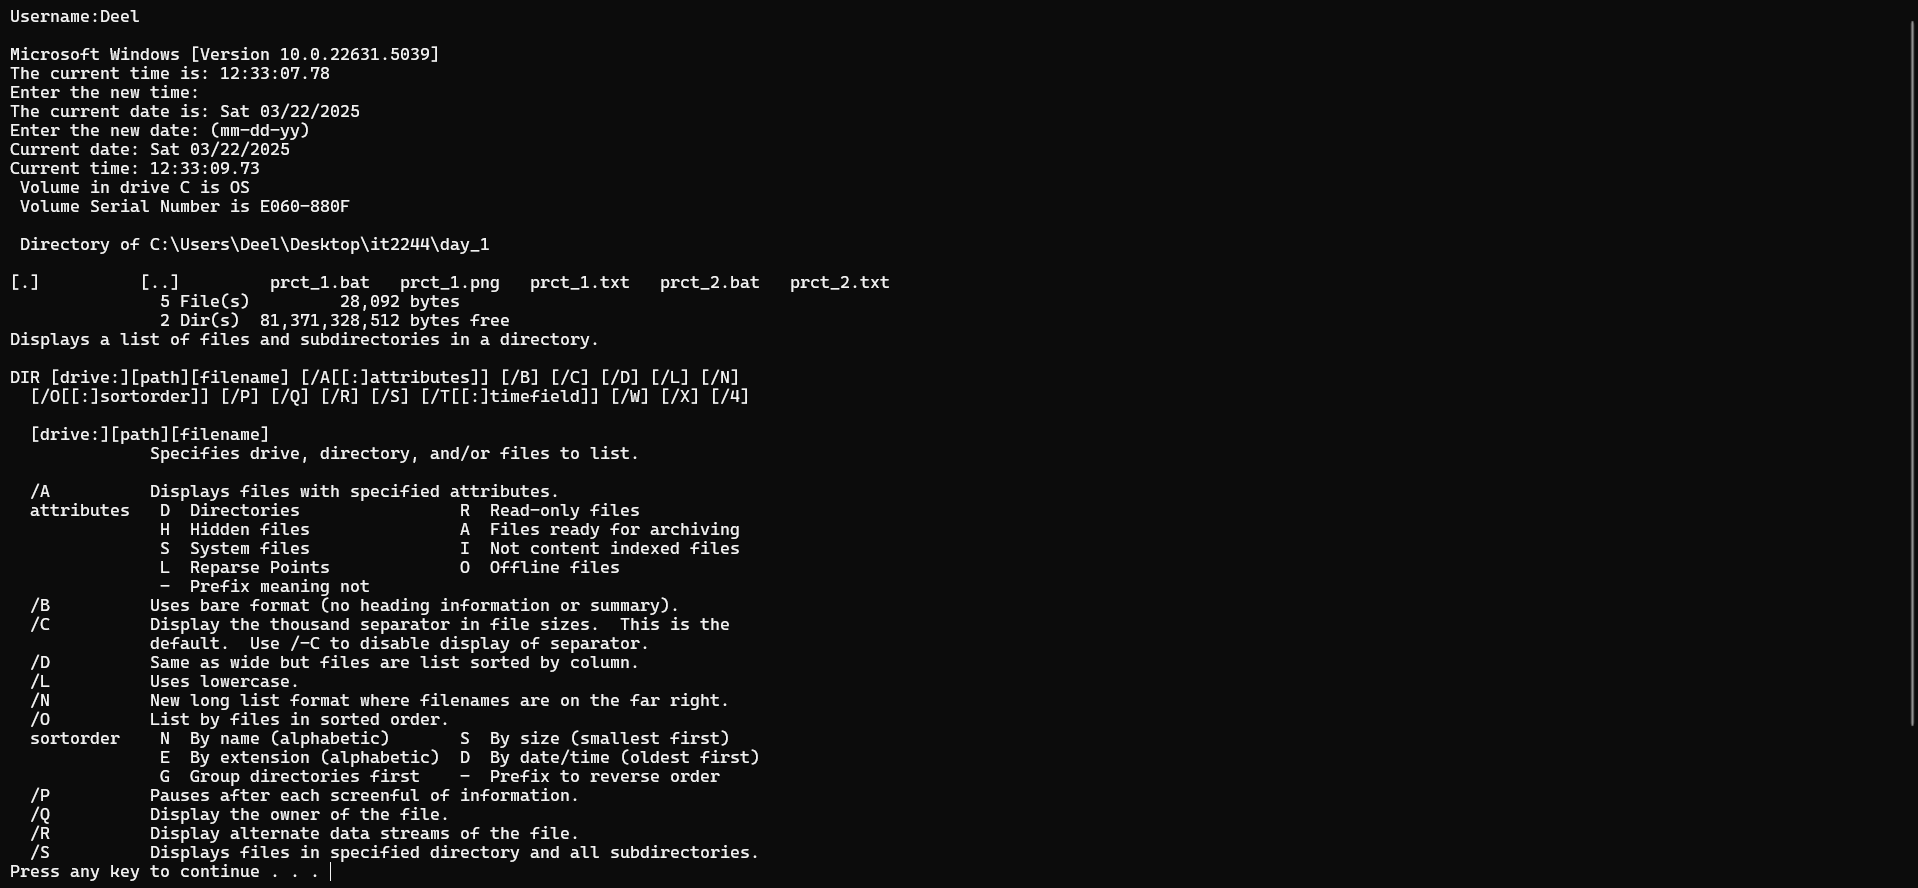 Username:Deel

Microsoft Windows [Version 10.0.22631.5039]
The current time is: 12:33:07.78
Enter the new time:
The current date is: Sat 03/22/2025
Enter the new date: (mm-dd-yy)
Current date: Sat 03/22/2025
Current time: 12:33:09.73
 Volume in drive C is OS
 Volume Serial Number is E060-880F

 Directory of C:\Users\Deel\Desktop\it2244\day_1

[.]          [..]         prct_1.bat   prct_1.png   prct_1.txt   prct_2.bat   prct_2.txt
               5 File(s)         28,092 bytes
               2 Dir(s)  81,371,328,512 bytes free
Displays a list of files and subdirectories in a directory.

DIR [drive:][path][filename] [/A[[:]attributes]] [/B] [/C] [/D] [/L] [/N]
  [/O[[:]sortorder]] [/P] [/Q] [/R] [/S] [/T[[:]timefield]] [/W] [/X] [/4]

  [drive:][path][filename]
              Specifies drive, directory, and/or files to list.

  /A          Displays files with specified attributes.
  attributes   D  Directories                R  Read-only files
               H  Hidden files               A  Files ready for archiving
               S  System files               I  Not content indexed files
               L  Reparse Points             O  Offline files
               -  Prefix meaning not
  /B          Uses bare format (no heading information or summary).
  /C          Display the thousand separator in file sizes.  This is the
              default.  Use /-C to disable display of separator.
  /D          Same as wide but files are list sorted by column.
  /L          Uses lowercase.
  /N          New long list format where filenames are on the far right.
  /O          List by files in sorted order.
  sortorder    N  By name (alphabetic)       S  By size (smallest first)
               E  By extension (alphabetic)  D  By date/time (oldest first)
               G  Group directories first    -  Prefix to reverse order
  /P          Pauses after each screenful of information.
  /Q          Display the owner of the file.
  /R          Display alternate data streams of the file.
  /S          Displays files in specified directory and all subdirectories.
Press any key to continue . . .